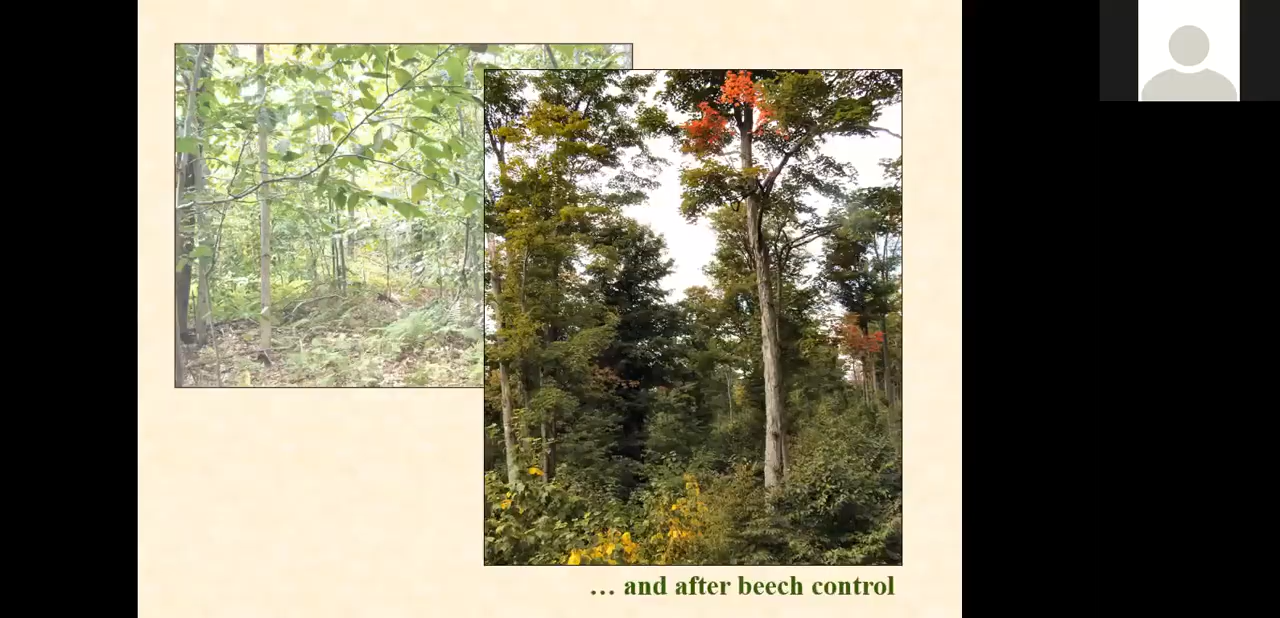 … and after beech control